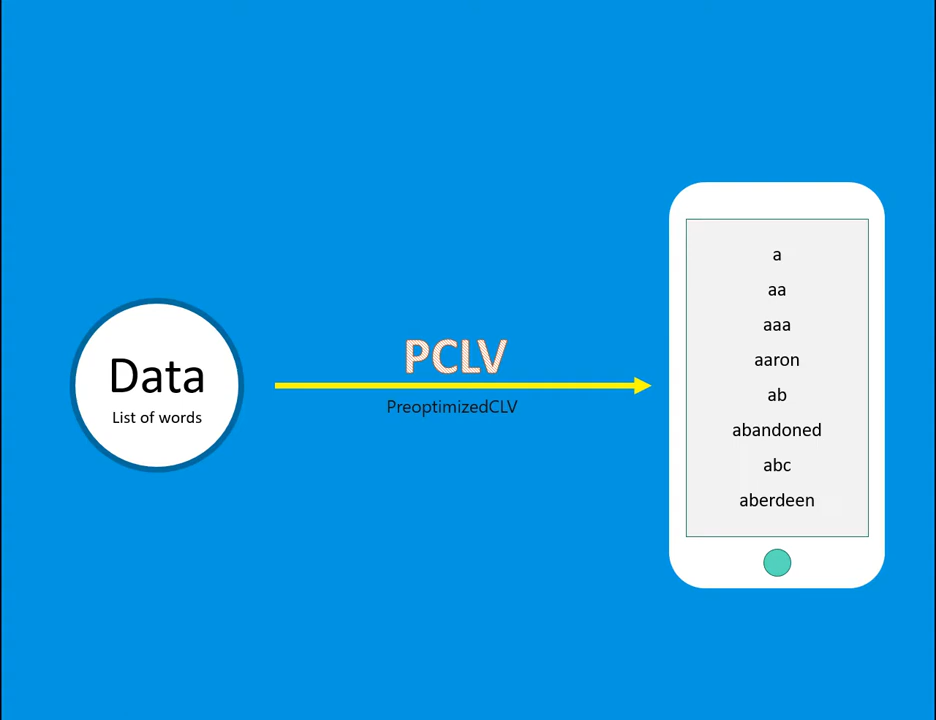 Data
List of words
PCLV
PreoptimizedCLV
a
aa
aaa
aaron
ab
abandoned
abc
aberdeen